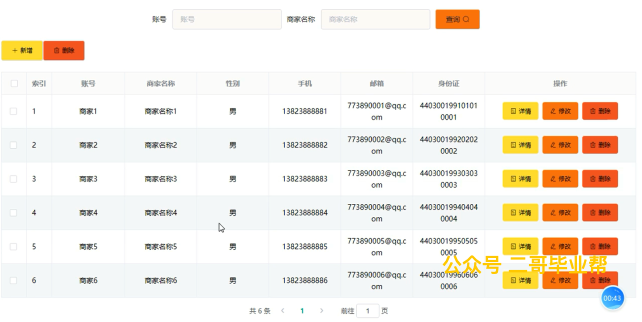 账号 账号 商家名称 商家名称 查询
+ 新增 删除
索引 账号 商家名称 性别 手机 邮箱 身份证 操作
1 商家1 商家名称1 男 13823888881 773890001@qq.com 440300199101010001 详情 修改 删除
2 商家2 商家名称2 男 13823888882 773890002@qq.com 440300199202020002 详情 修改 删除
3 商家3 商家名称3 男 13823888883 773890003@qq.com 440300199303030003 详情 修改 删除
4 商家4 商家名称4 男 13823888884 773890004@qq.com 440300199404040004 详情 修改 删除
5 商家5 商家名称5 男 13823888885 773890005@qq.com 440300199505050005 详情 修改 删除
6 商家6 商家名称6 男 13823888886 773890006@qq.com 440300199606060006 详情 修改 删除
公众号 二哥毕业帮
00:43
共 6 条 1 前往 1 页